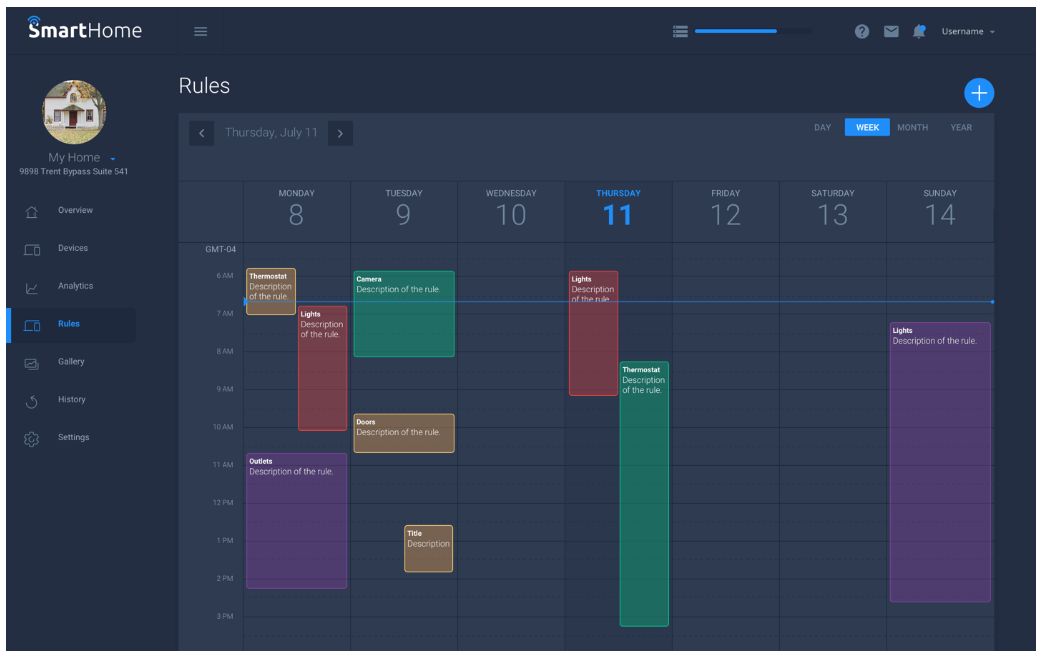 SmartHome
Username
My Home
9898 Trent Bypass Suite 541
Overview
Devices
Analytics
Rules
Gallery
History
Settings
Rules
Thursday, July 11
DAY WEEK MONTH YEAR
MONDAY TUESDAY WEDNESDAY THURSDAY FRIDAY SATURDAY SUNDAY
8 9 10 11 12 13 14
GMT-04
6 AM
7 AM
8 AM
9 AM
10 AM
11 AM
12 PM
1 PM
2 PM
3 PM
Thermostat
Description
of the rule.
Lights
Description
of the rule.
Outlets
Description of the rule.
Camera
Description of the rule.
Doors
Description of the rule.
Title
Description
Lights
Description
of the rule.
Thermostat
Description
of the rule.
Lights
Description of the rule.